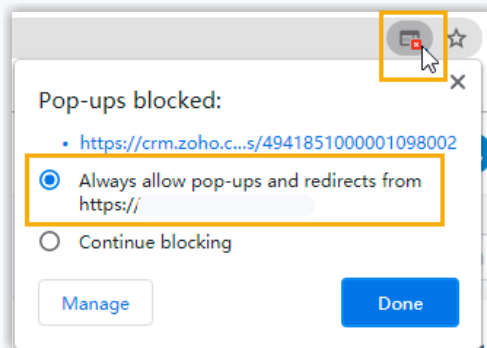 Pop-ups blocked:
• https://crm.zoho.c...s/4941851000001098002
Always allow pop-ups and redirects from
https://
Continue blocking
Manage
Done